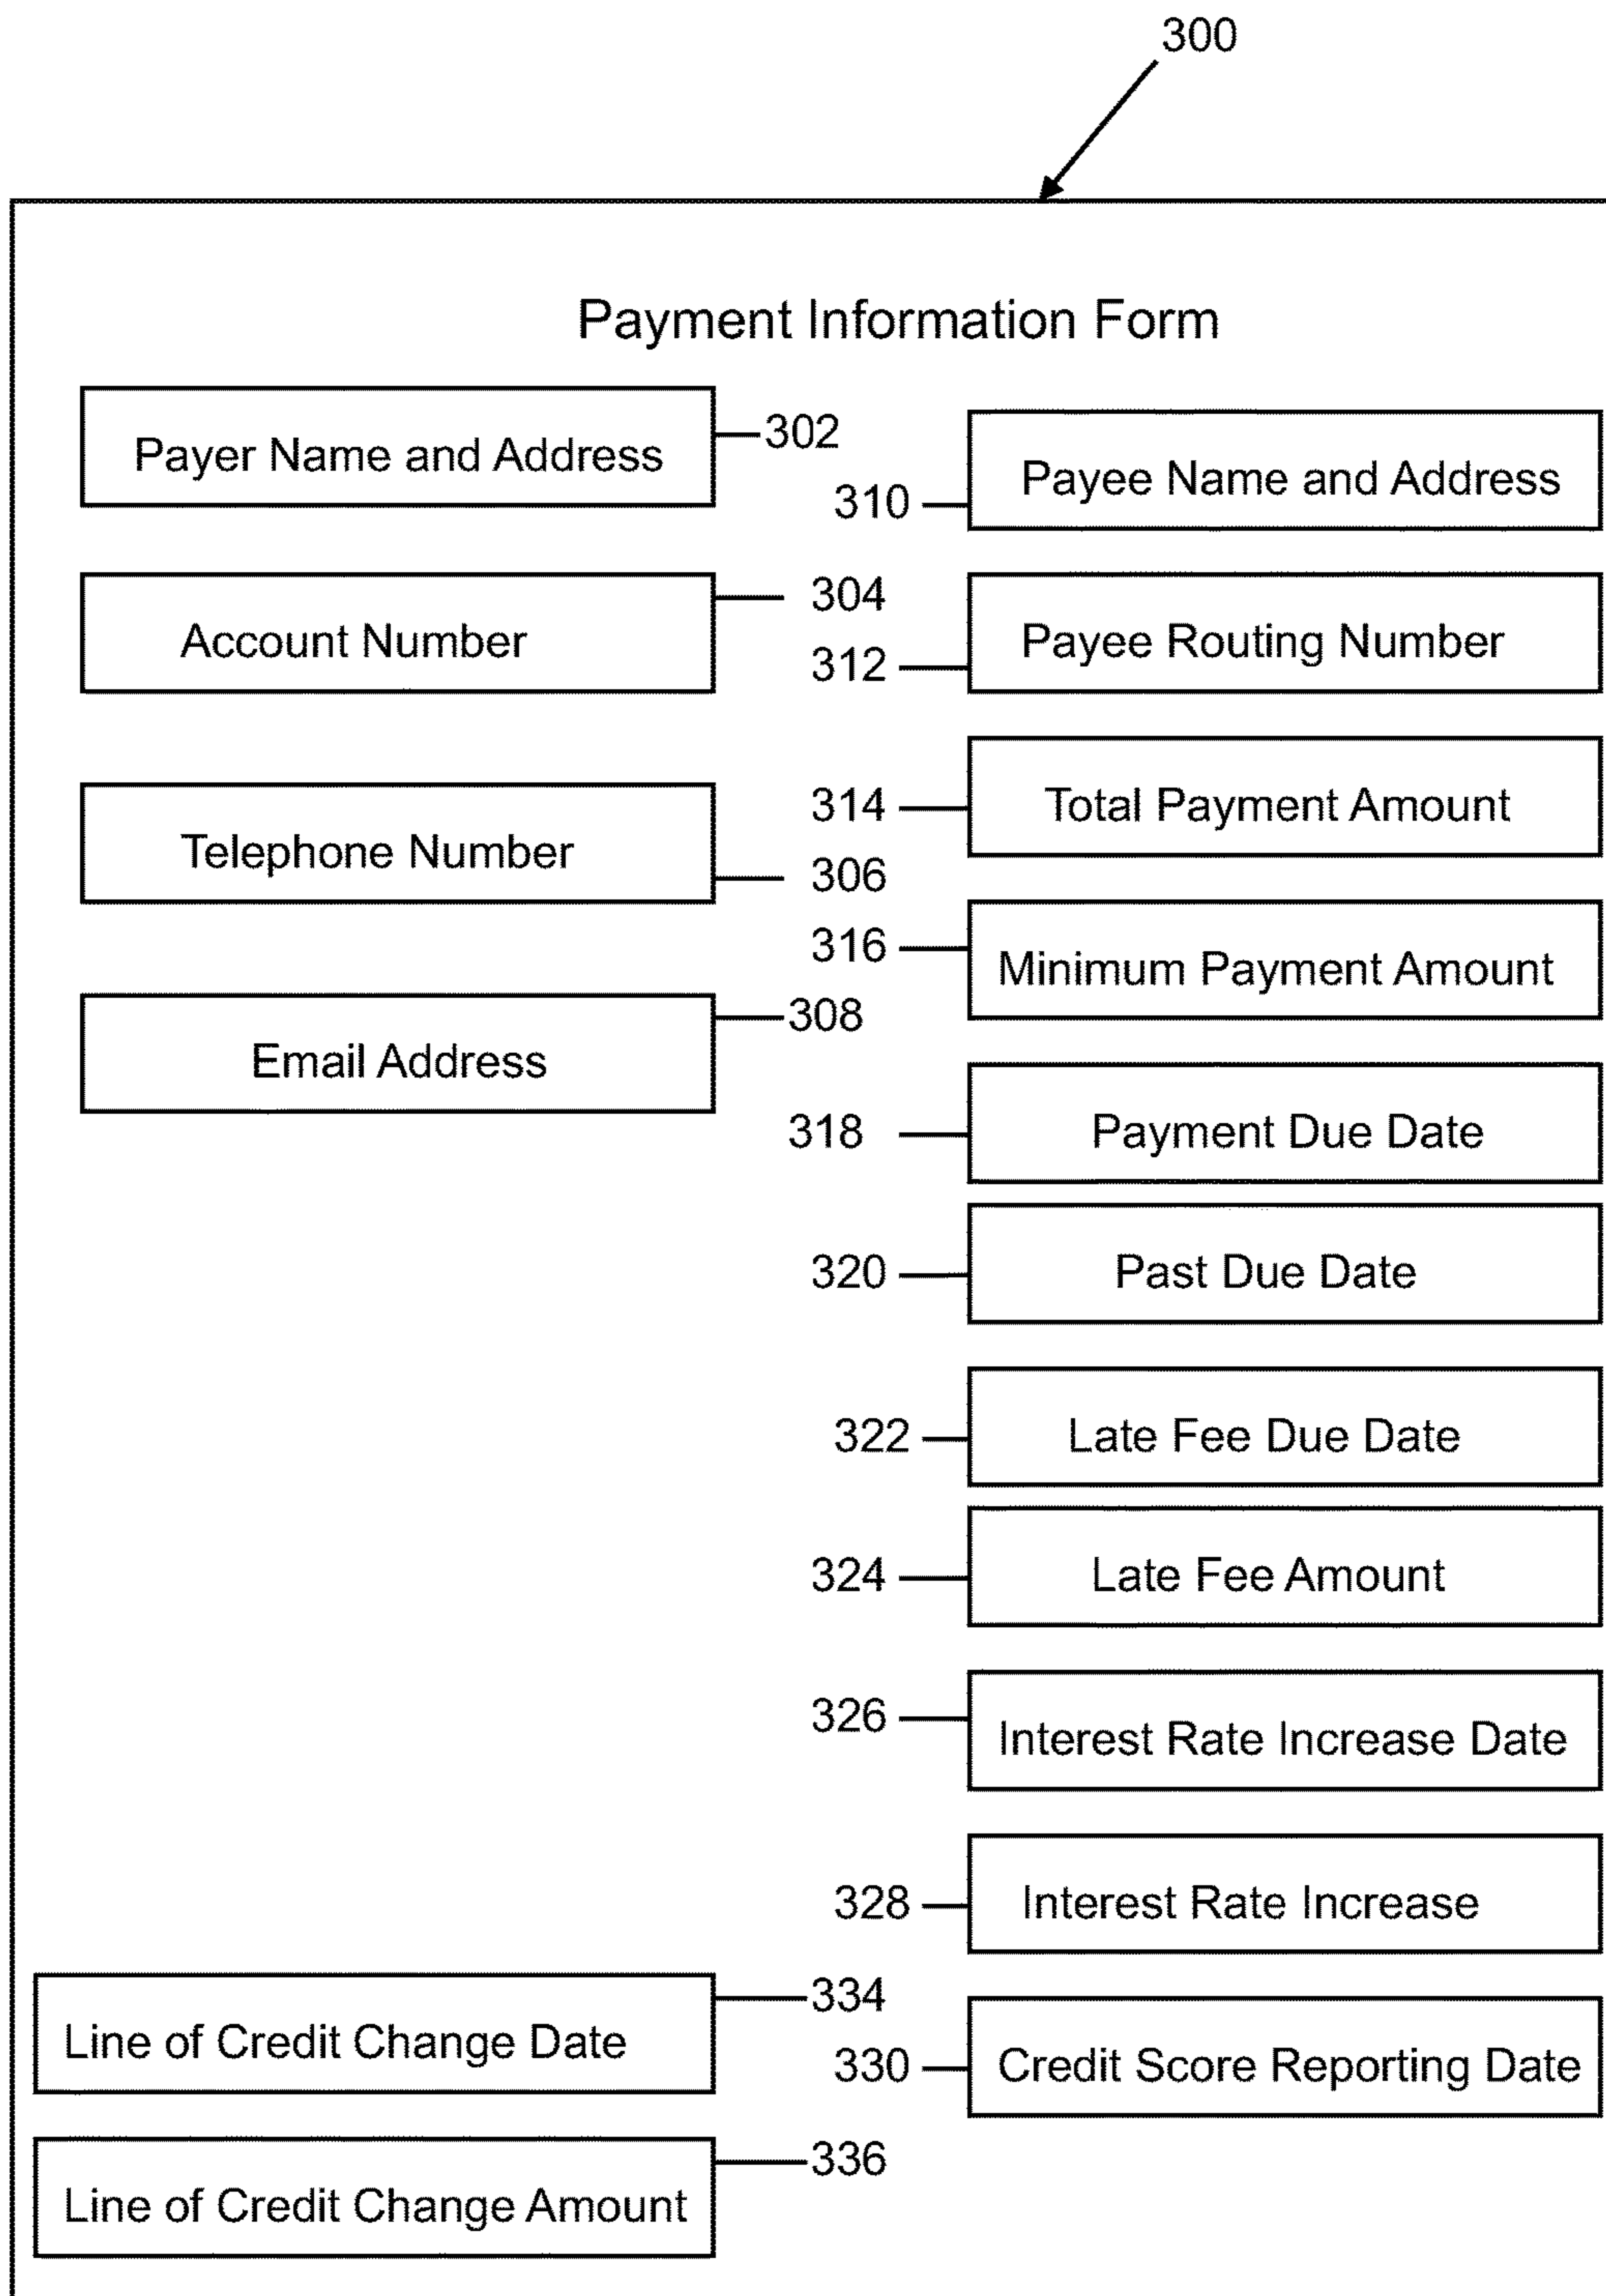 300
Payment Information Form
Payer Name and Address
302
310
Payee Name and Address
Account Number
304
312
Payee Routing Number
314
Total Payment Amount
Telephone Number
306
316
Minimum Payment Amount
Email Address
308
318
Payment Due Date
320
Past Due Date
322
Late Fee Due Date
324
Late Fee Amount
326
Interest Rate Increase Date
328
Interest Rate Increase
Line of Credit Change Date
334
330
Credit Score Reporting Date
Line of Credit Change Amount
336